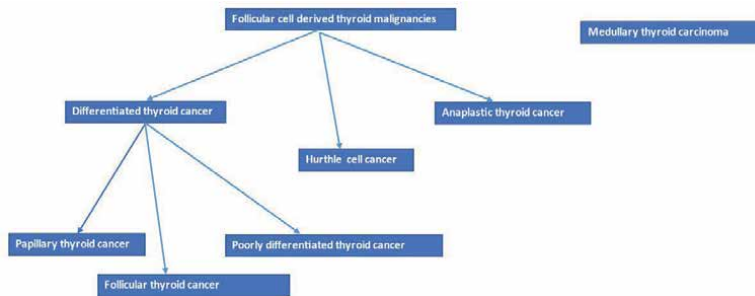 Follicular cell derived thyroid malignancies
Medullary thyroid carcinoma
Differentiated thyroid cancer
Anaplastic thyroid cancer
Hurthle cell cancer
Papillary thyroid cancer
Poorly differentiated thyroid cancer
Follicular thyroid cancer